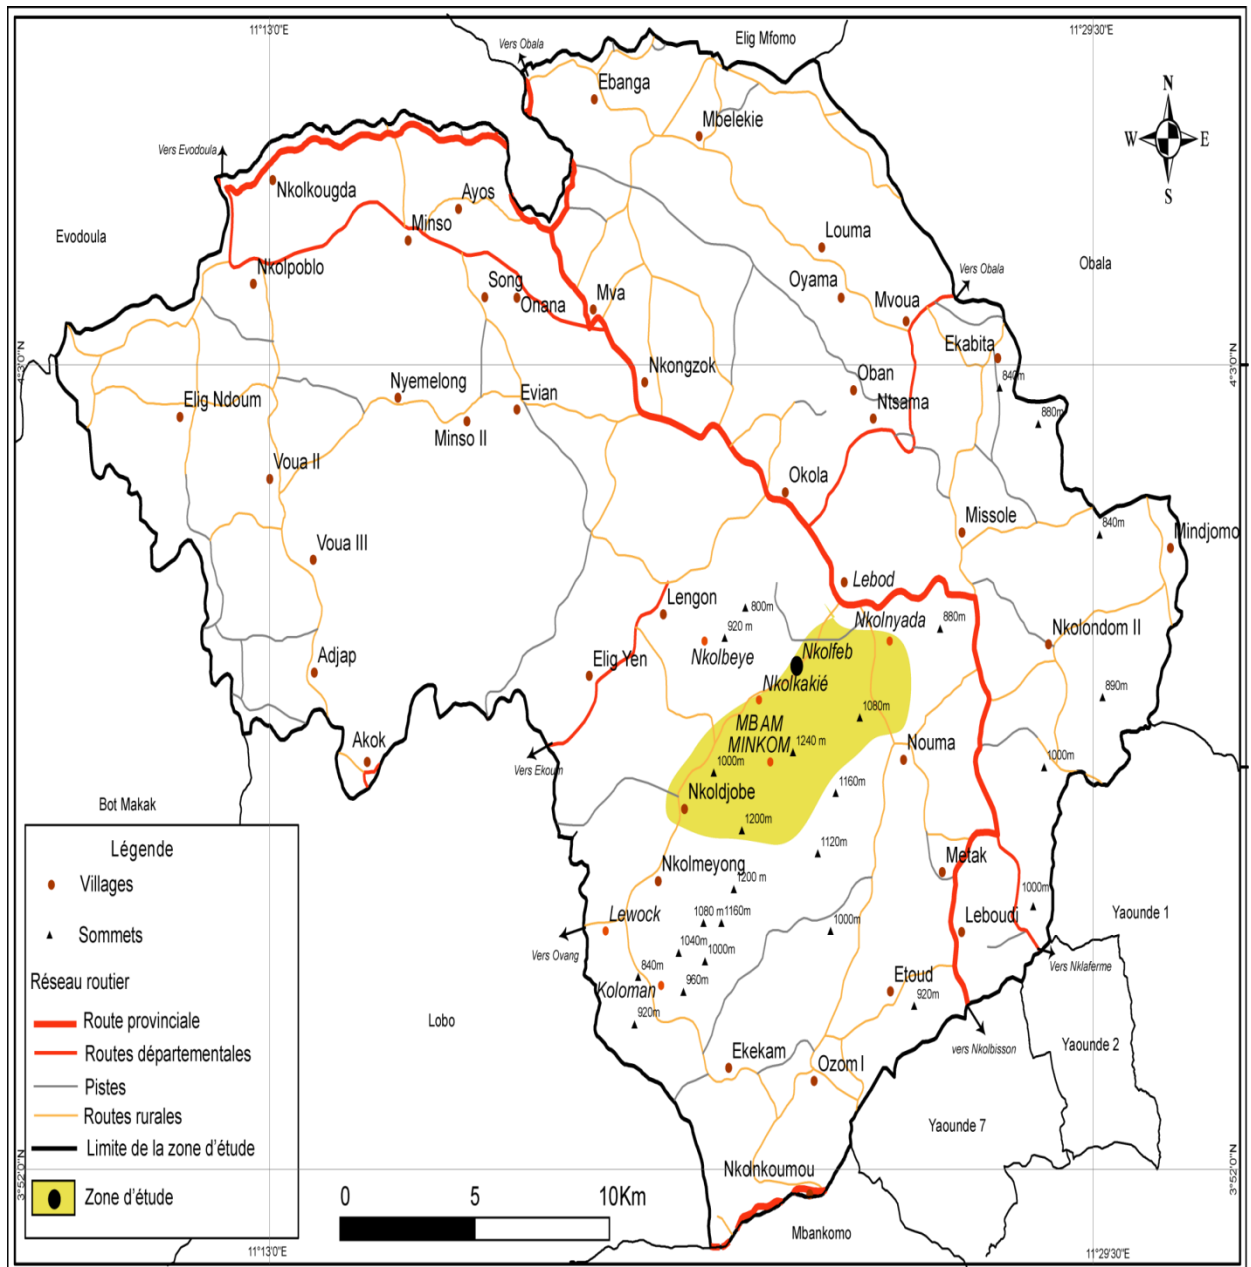 11°13'0"E
11°29'30"E
Elig Mfomo
Vers Obala
Ebanga
N
W
E
S
Mbelekie
Vers Evodoula
Nkolkougda
Ayos
Minso
Evodoula
Louma
Obala
Vers Obala
Nkolpoblo
Song
Onana
Mva
Oyama
Mvoua
Ekabita
4°3'0"N
4°3'0"N
Nkongzok
840m
Nyemelong
Evian
Oban
Elig Ndoum
Ntsama
880m
Minso II
Voua II
Okola
Missole
840m
Mindjomo
Voua III
Lebod
Lengon
800m
Nkolnyada
880m
920 m
Nkolbeye
Nkolfeb
Nkolondom II
Adjap
Elig Yen
Nkolkakié
890m
1080m
MBAM
MINKOM
1240 m
Akok
Vers Ekoum
1000m
Nouma
1000m
Bot Makak
Nkoldjobe
1160m
1200m
Légende
1120m
Villages
Nkolmeyong
Metak
1200 m
1000m
Sommets
Lewock
1080 m
1160m
1000m
Leboudi
Yaounde 1
Vers Ovang
1040m
1000m
Vers Nklaferme
Réseau routier
840m
960m
Koloman
Etoud
920m
Route provinciale
Lobo
920m
Routes départementales
vers Nkolbisson
Yaounde 2
Pistes
Ekekam
Ozom I
Routes rurales
Yaounde 7
Limite de la zone d'étude
3°52'0"N
3°52'0"N
Nkolnkoumou
Zone d'étude
0
5
10Km
Mbankomo
11°13'0"E
11°29'30"E